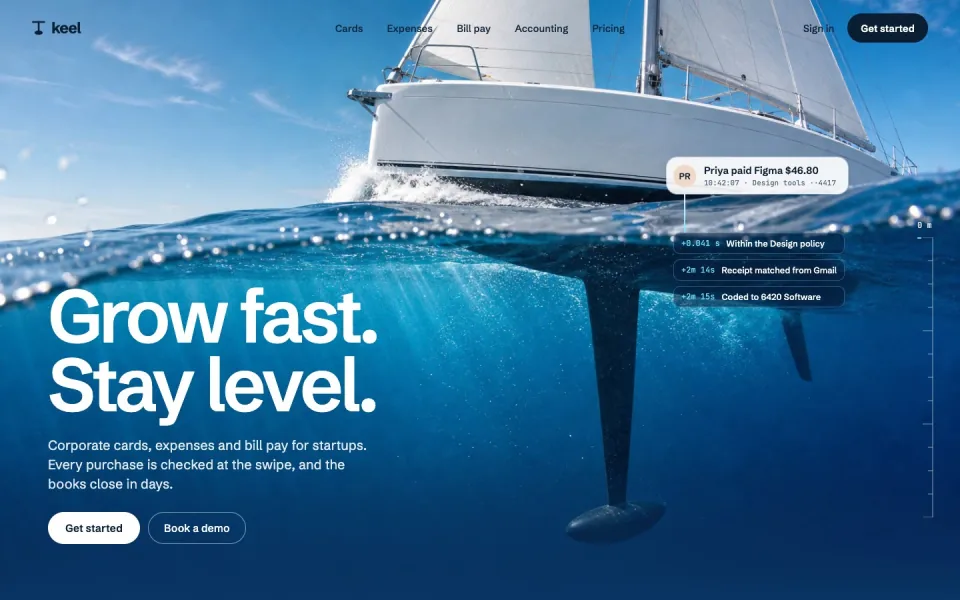 keel
Cards Expenses Bill pay Accounting Pricing
Sign in Get started
PR
Priya paid Figma $46.80
10:42:07 · Design tools ··4417
0 m
+0.041 s Within the Design policy
+2m 14s Receipt matched from Gmail
+2m 15s Coded to 6420 Software
Grow fast.
Stay level.
Corporate cards, expenses and bill pay for startups.
Every purchase is checked at the swipe, and the
books close in days.
Get started Book a demo